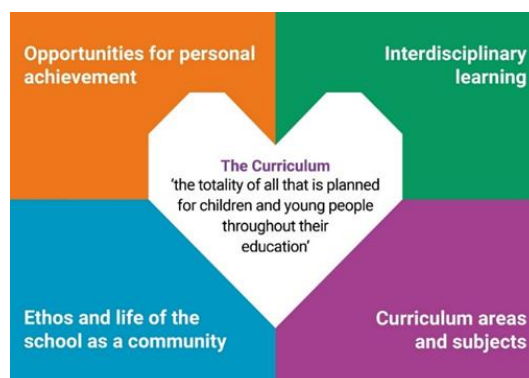 Opportunities for personal
achievement
Interdisciplinary
learning
The Curriculum
‘the totality of all that is planned
for children and young people
throughout their
education’
Ethos and life of the
school as a community
Curriculum areas
and subjects